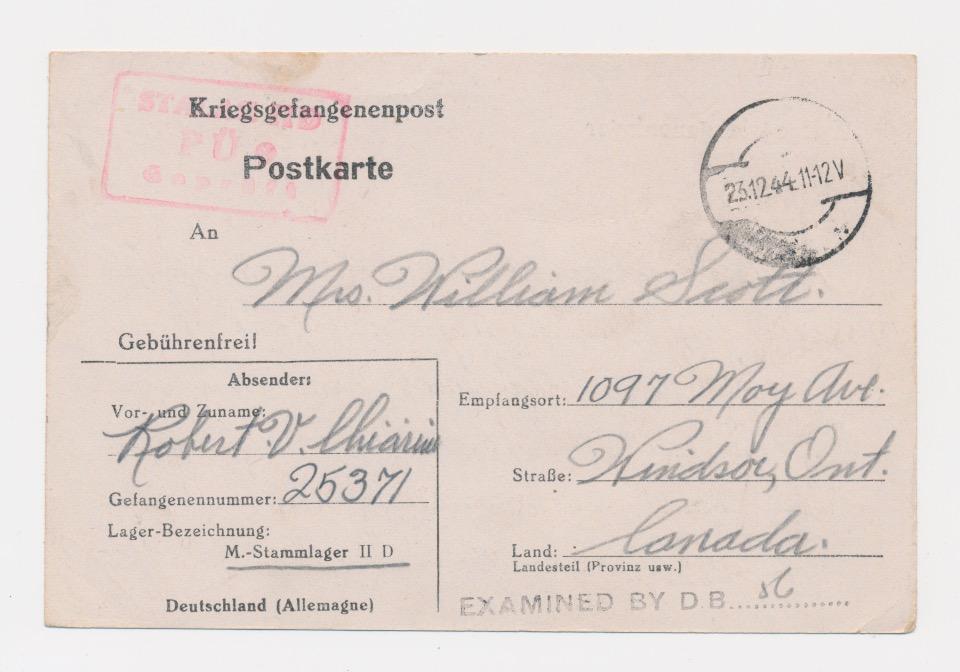 Kriegsgefangenenpost
Postkarte
23.12.44.11-12V
An
Mrs. William Scott.
Gebührenfrei!
Absender:
Vor- und Zuname:
Robert V. Chiarini
Gefangenennummer: 25371
Lager-Bezeichnung:
M.-Stammlager II D
Deutschland (Allemagne)
Empfangsort: 1097 Moy Ave.
Straße: Windsor, Ont.
Land: Canada.
Landesteil (Provinz usw.)
EXAMINED BY D.B. 56